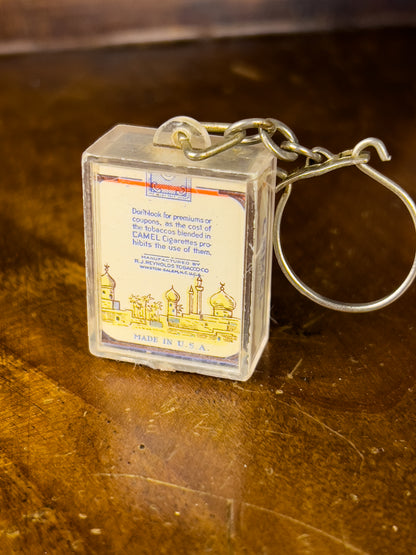 Don'tlook for premiums or
coupons, as the cost of
the tobaccos blended in
CAMEL Cigarettes pro-
hibits the use of them.
MANUFACTURED BY
R.J.REYNOLDS TOBACCO CO
WINSTON-SALEM, N.C. U.S.A.
MADE IN U.S.A.